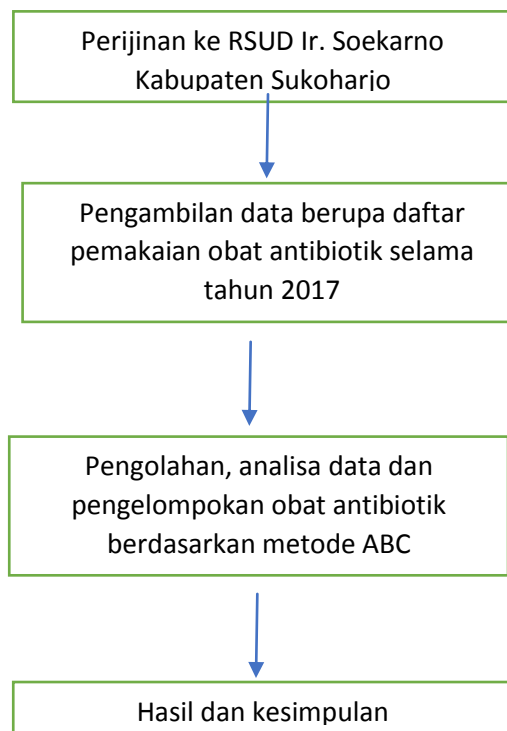 Perijinan ke RSUD Ir. Soekarno
Kabupaten Sukoharjo
Pengambilan data berupa daftar
pemakaian obat antibiotik selama
tahun 2017
Pengolahan, analisa data dan
pengelompokan obat antibiotik
berdasarkan metode ABC
Hasil dan kesimpulan